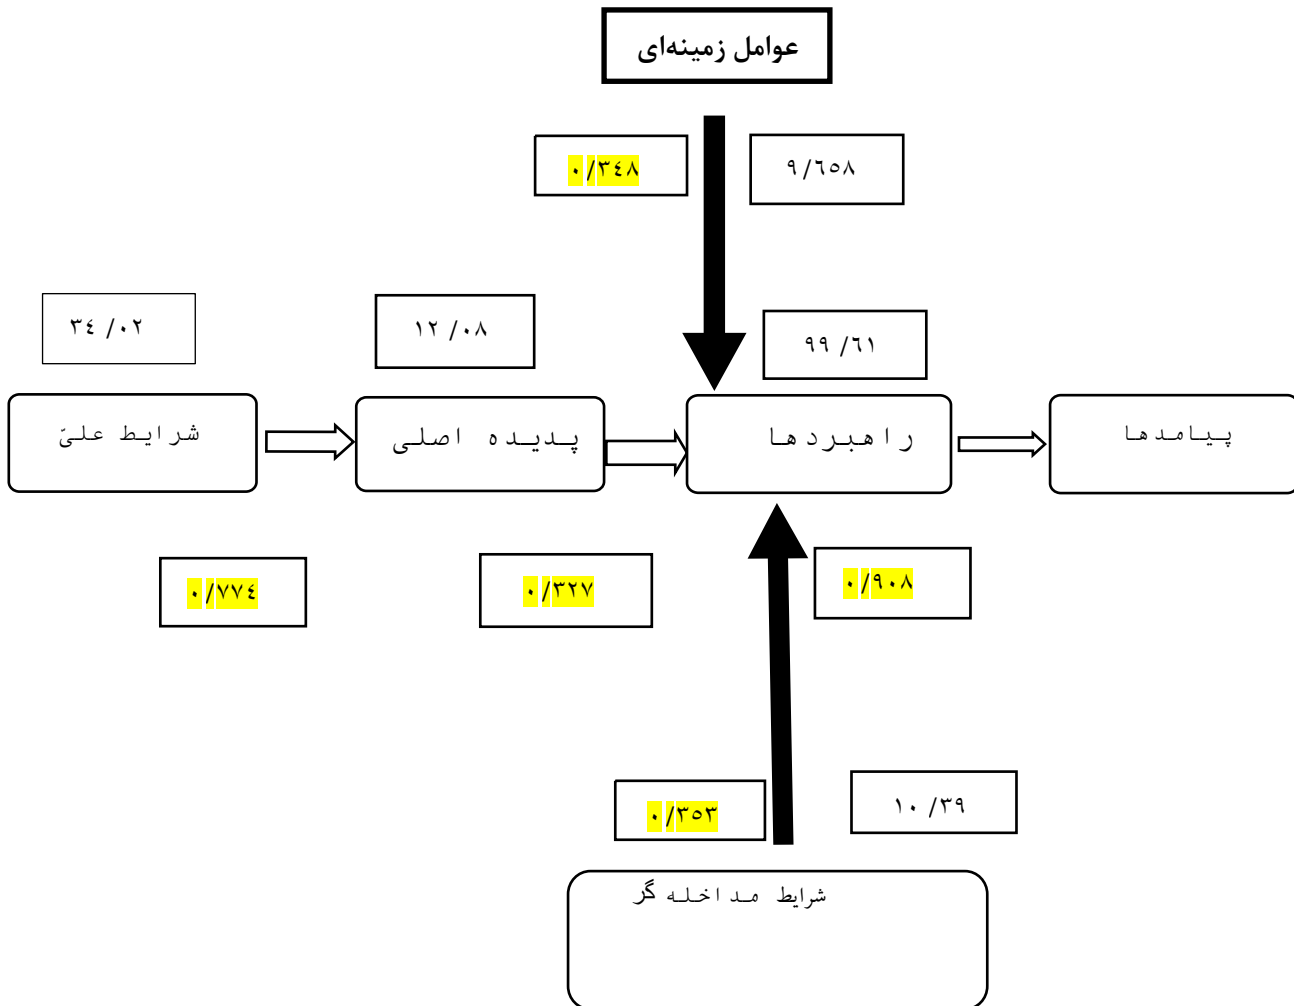 عوامل زمینه‌ای
۰/۳٤۸
۹/٦٥۸
۳٤ /۰۲
۱۲ /۰۸
۹۹ /٦۱
شرایط علیّ
پدیده اصلی
راهبردها
پیامدها
۰/۷۷٤
۰/۳۲۷
۰/۹۰۸
۰/۳٥۳
۱۰ /۳۹
شرایط مداخله گر